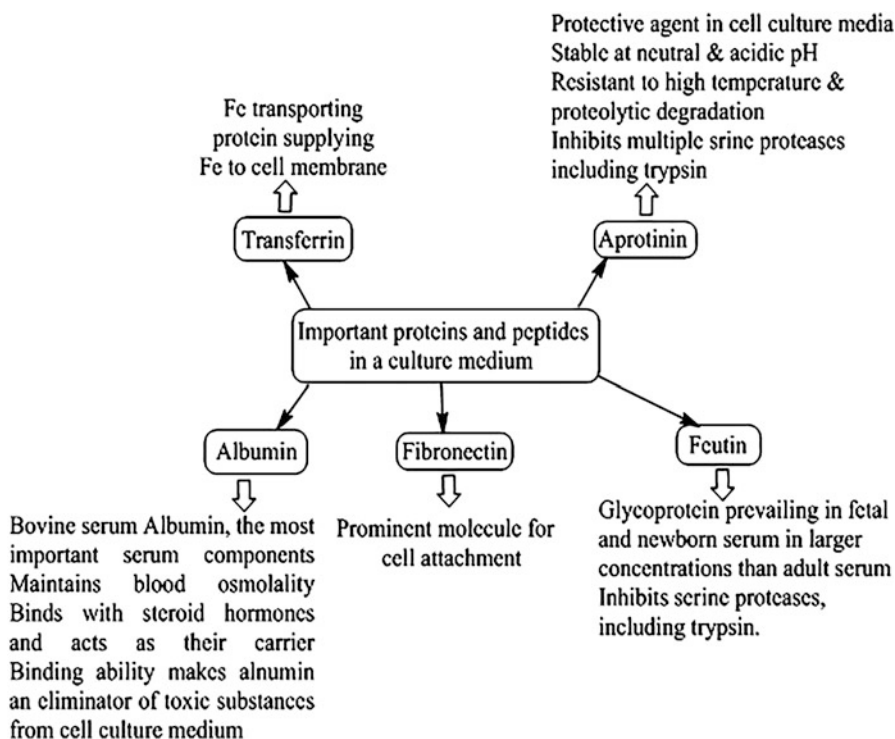 Protective agent in cell culture media
Stable at neutral & acidic pH
Resistant to high temperature &
proteolytic degradation
Inhibits multiple srine proteases
including trypsin
Fe transporting
protein supplying
Fe to cell membrane
Transferrin
Aprotinin
Important proteins and peptides
in a culture medium
Albumin
Fibronectin
Feutin
Bovine serum Albumin, the most
important serum components
Maintains blood osmolality
Binds with steroid hormones
and acts as their carrier
Binding ability makes alnumin
an eliminator of toxic substances
from cell culture medium
Prominent molecule for
cell attachment
Glycoprotein prevailing in fetal
and newborn serum in larger
concentrations than adult serum
Inhibits serine proteases,
including trypsin.